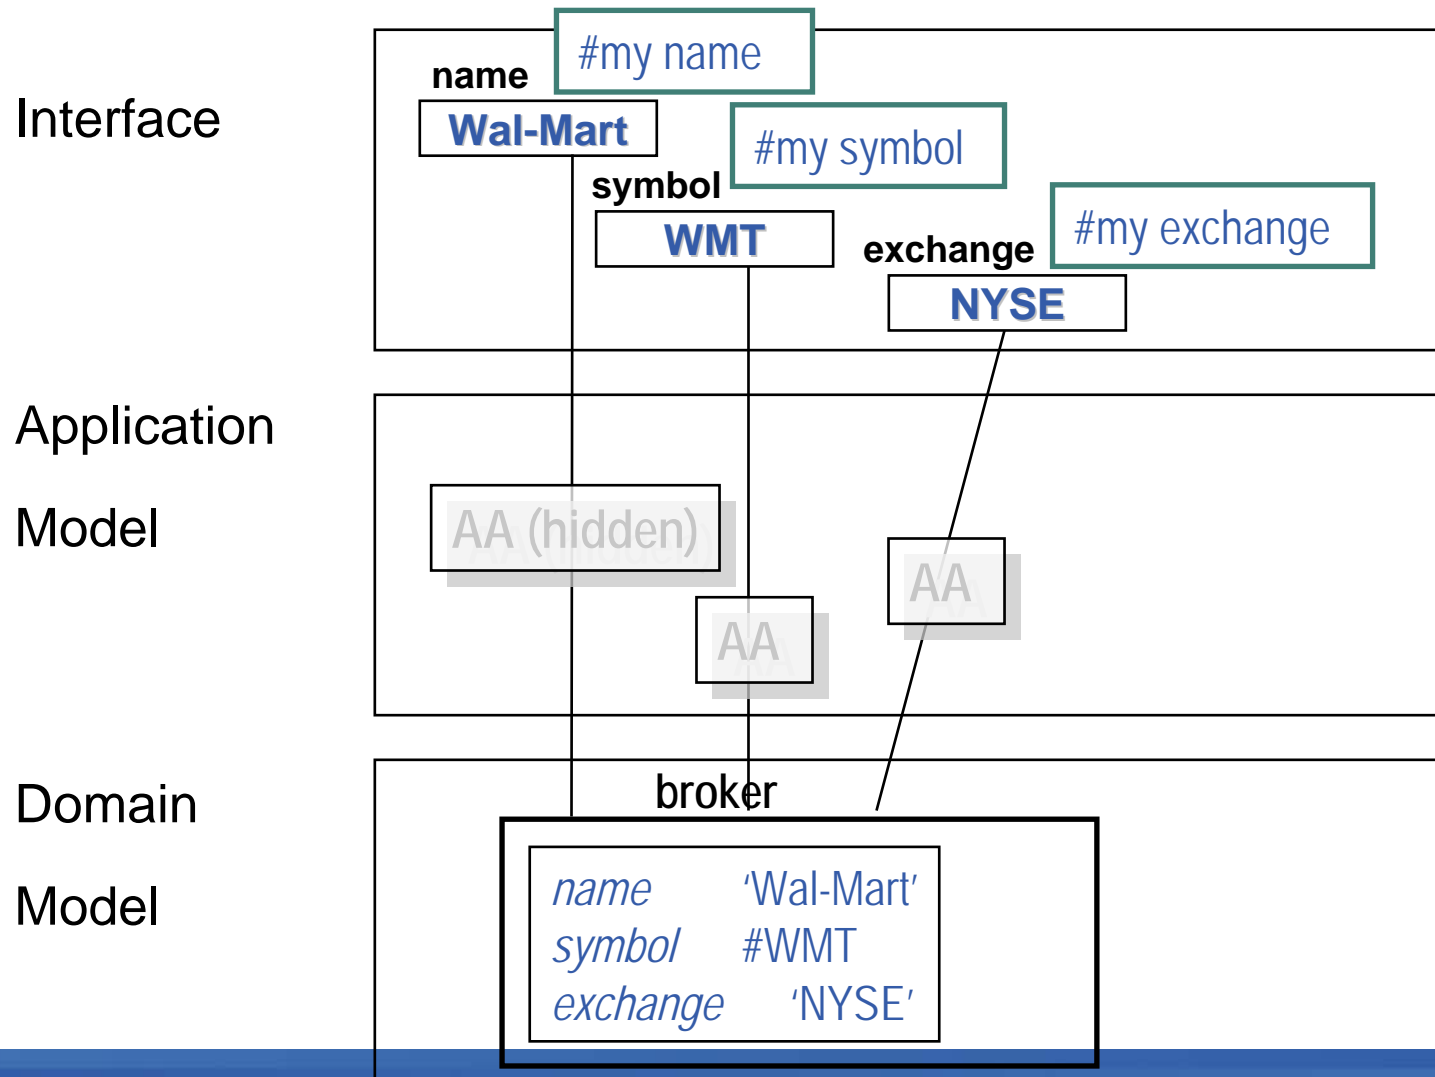 Interface
#my name
name
Wal-Mart
#my symbol
symbol
WMT
#my exchange
exchange
NYSE
Application
Model
AA (hidden)
AA
AA
Domain
Model
broker
name ‘Wal-Mart’
symbol #WMT
exchange ‘NYSE’